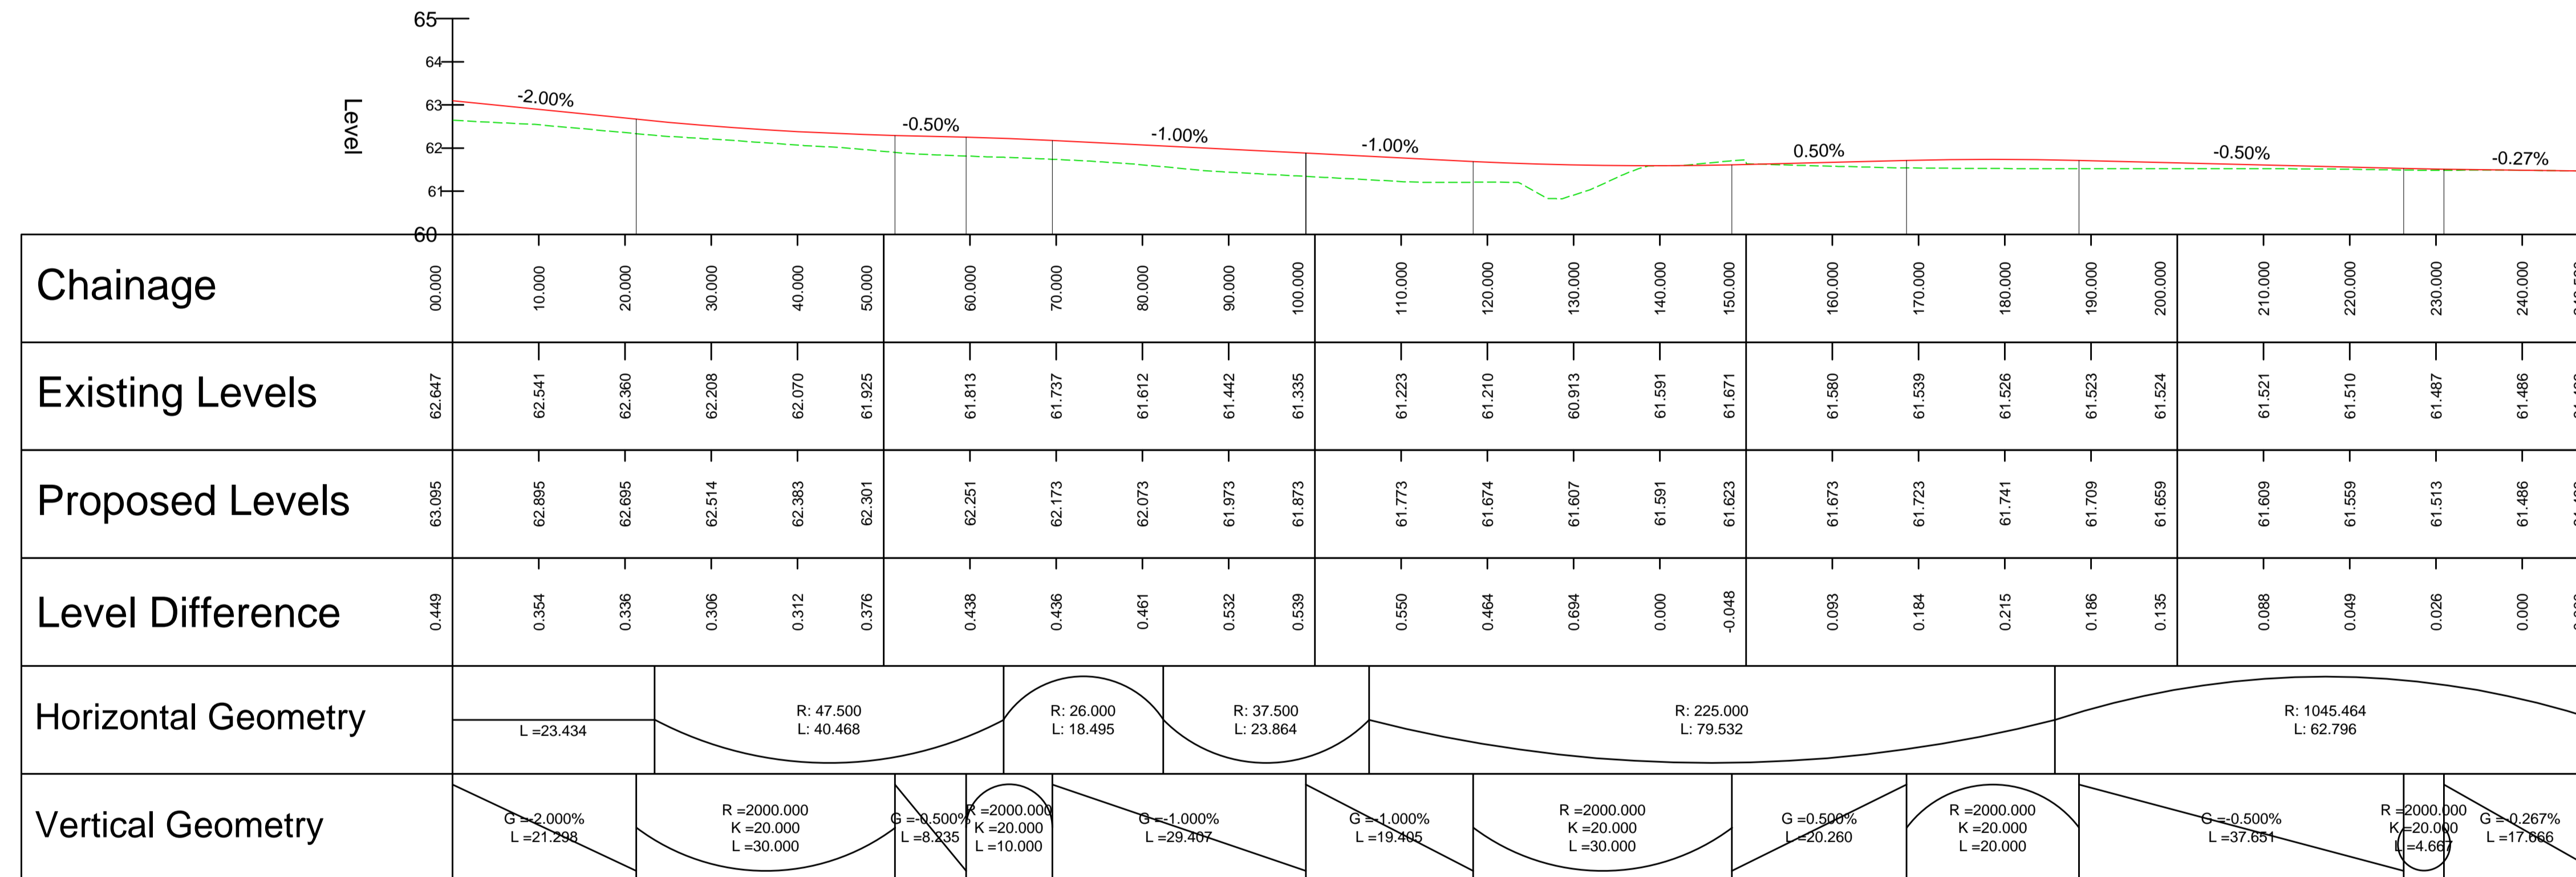 65
64
63
62
61
60
Level
-2.00%
-0.50%
-1.00%
-1.00%
0.50%
-0.50%
-0.27%
Chainage
00.000 10.000 20.000 30.000 40.000 50.000 60.000 70.000 80.000 90.000 100.000 110.000 120.000 130.000 140.000 150.000 160.000 170.000 180.000 190.000 200.000 210.000 220.000 230.000 240.000
Existing Levels
62.647 62.541 62.360 62.208 62.070 61.925 61.813 61.737 61.612 61.442 61.335 61.223 61.210 60.913 61.591 61.671 61.580 61.539 61.526 61.523 61.524 61.521 61.510 61.487 61.486
Proposed Levels
63.095 62.895 62.695 62.514 62.383 62.301 62.251 62.173 62.073 61.973 61.873 61.773 61.674 61.607 61.591 61.623 61.673 61.723 61.741 61.709 61.659 61.609 61.559 61.513 61.486
Level Difference
0.449 0.354 0.336 0.306 0.312 0.376 0.438 0.436 0.461 0.532 0.539 0.550 0.464 0.694 0.000 -0.048 0.093 0.184 0.215 0.186 0.135 0.088 0.049 0.026 0.000
Horizontal Geometry
L =23.434
R: 47.500
L: 40.468
R: 26.000
L: 18.495
R: 37.500
L: 23.864
R: 225.000
L: 79.532
R: 1045.464
L: 62.796
Vertical Geometry
G =-2.000%
L =21.298
R =2000.000
K =20.000
L =30.000
G =-0.500%
L =8.235
R =2000.000
K =20.000
L =10.000
G =-1.000%
L =29.407
G =-1.000%
L =19.405
R =2000.000
K =20.000
L =30.000
G =0.500%
L =20.260
R =2000.000
K =20.000
L =20.000
G =-0.500%
L =37.651
R =2000.000
K =20.000
L =4.667
G =-0.267%
L =17.666